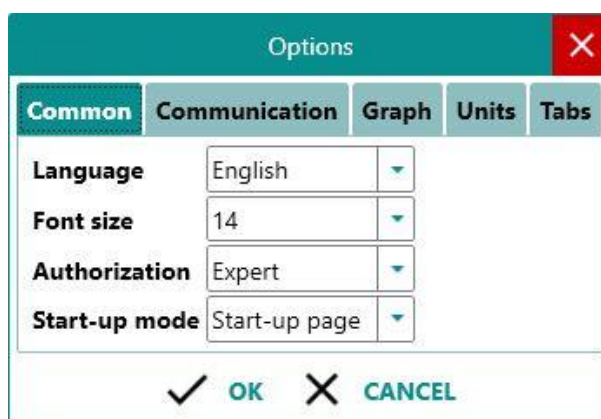 Options
Common Communication Graph Units Tabs
Language English
Font size 14
Authorization Expert
Start-up mode Start-up page
OK CANCEL